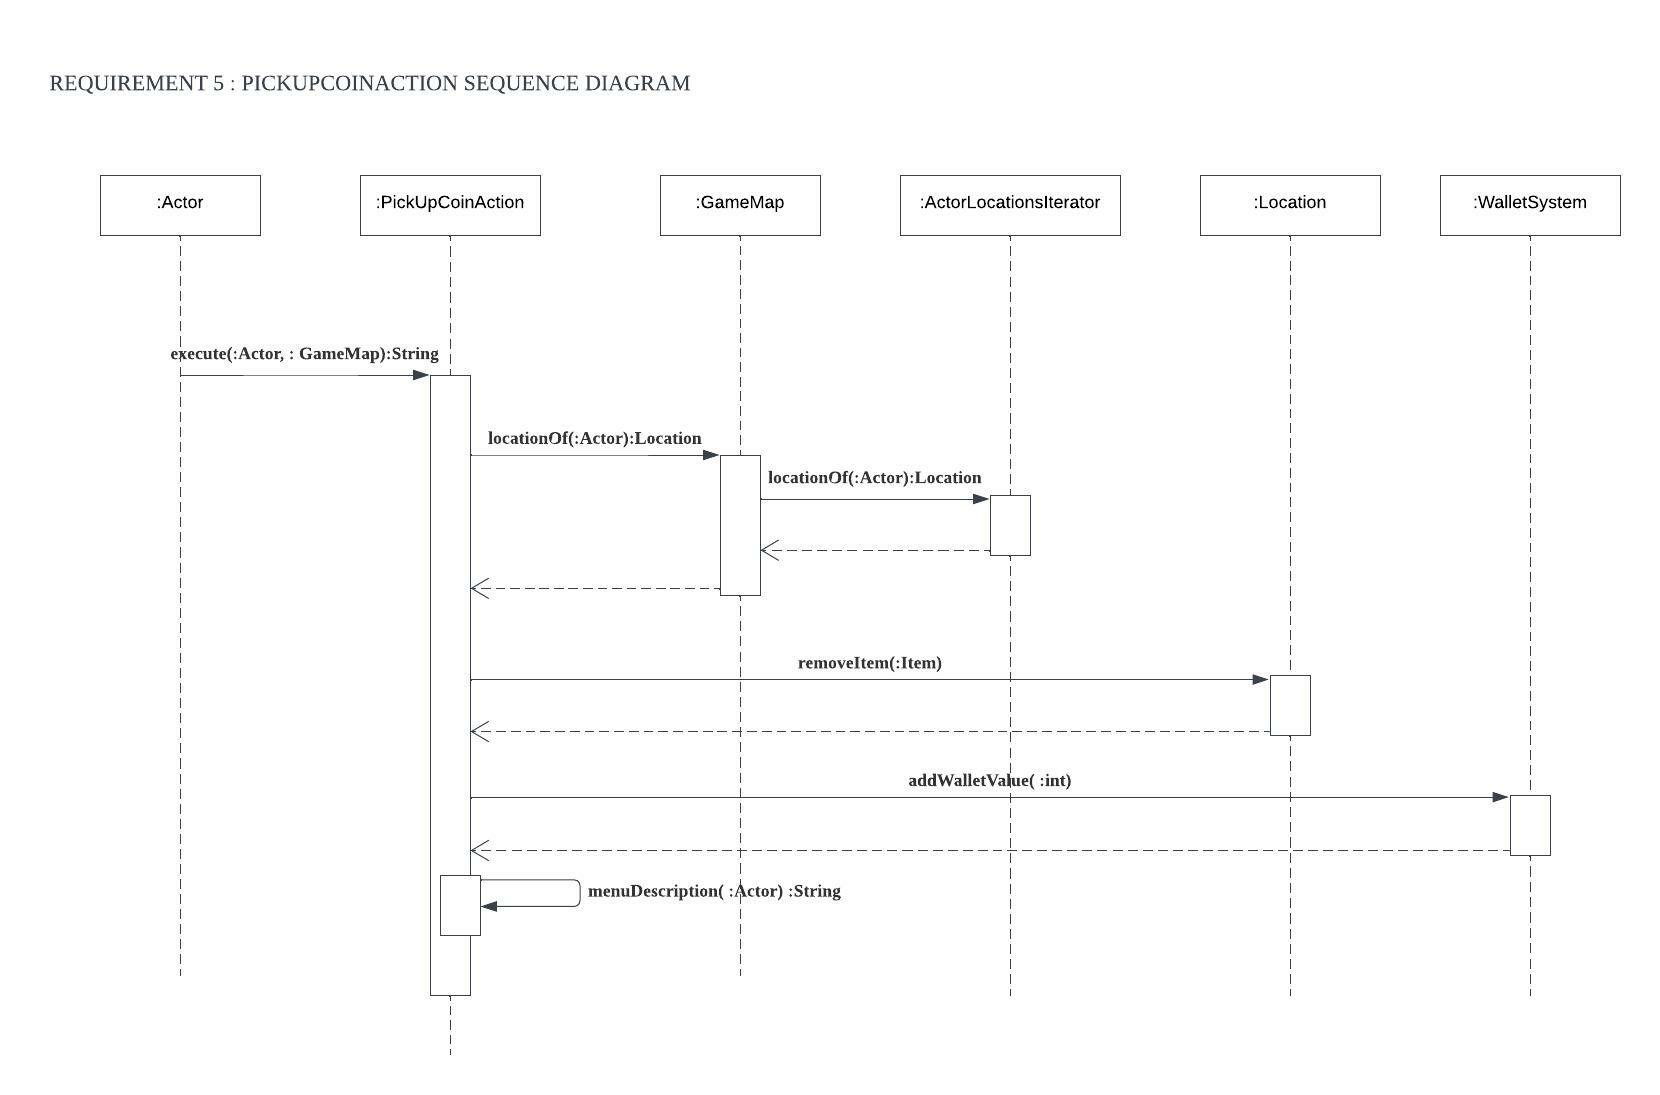 REQUIREMENT 5 : PICKUPCOINACTION SEQUENCE DIAGRAM
:Actor
:PickUpCoinAction
:GameMap
:ActorLocationsIterator
:Location
:WalletSystem
execute(:Actor, : GameMap):String
locationOf(:Actor):Location
locationOf(:Actor):Location
removeItem(:Item)
addWalletValue( :int)
menuDescription( :Actor) :String